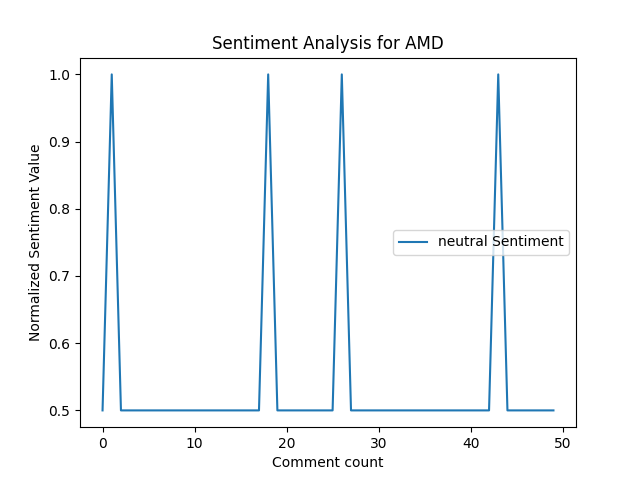 Sentiment Analysis for AMD
Normalized Sentiment Value
1.0
0.9
0.8
0.7
0.6
0.5
neutral Sentiment
0 10 20 30 40 50
Comment count